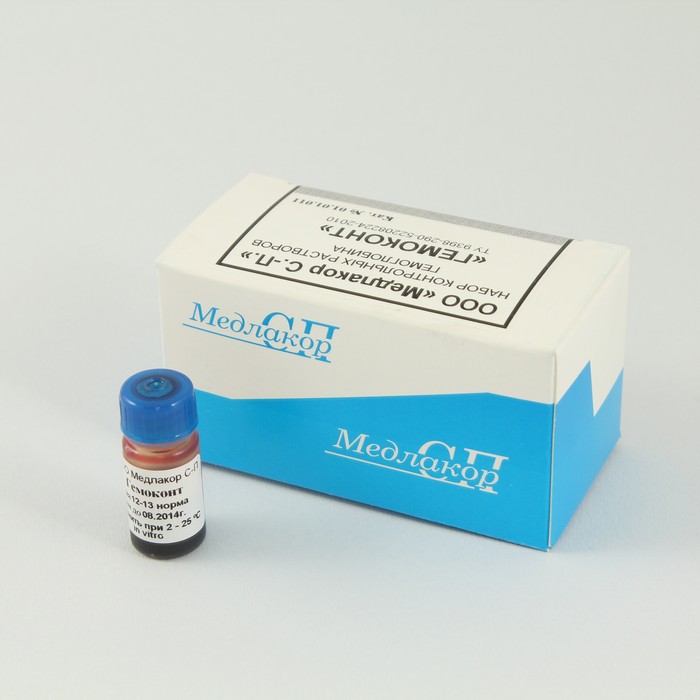 ООО «Медлакор С.-П.»
НАБОР КОНТРОЛЬНЫХ РАСТВОРОВ
ГЕМОГЛОБИНА
«ГЕМОКОНТ»
ТУ 9398-290-52208224-2010
Кат. № 01.01.011
Медлакор СП
Медлакор СП
О Медлакор С-П
Гемоконт
12-13 норма
до 08.2014г.
при 2 - 25 °С
in vitro